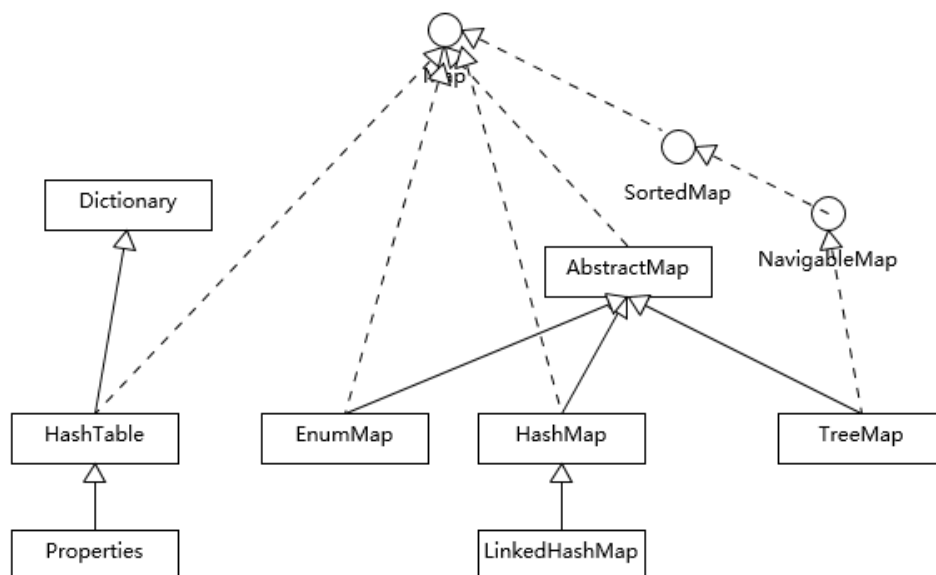 Map
SortedMap
Dictionary
NavigableMap
AbstractMap
HashTable
EnumMap
HashMap
TreeMap
Properties
LinkedHashMap